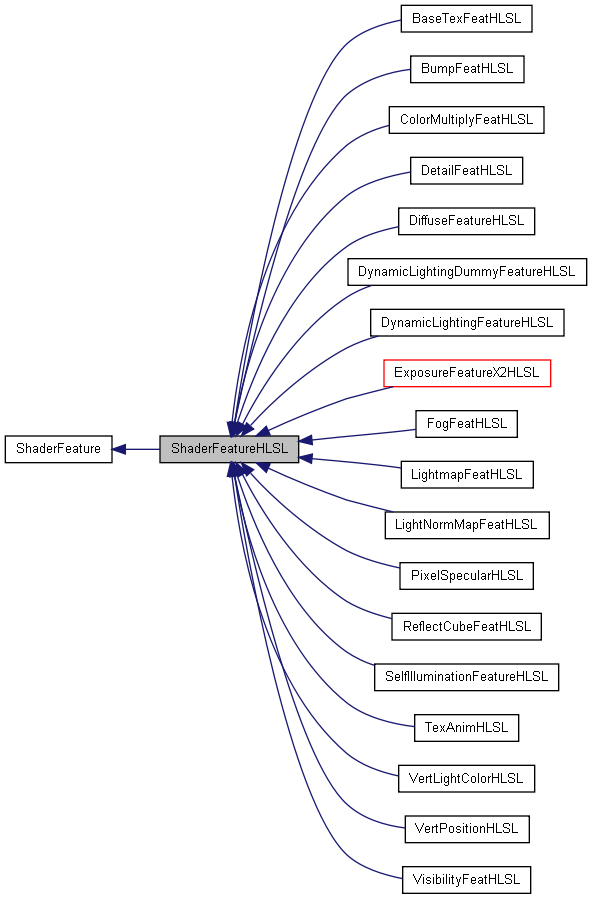 BaseTexFeatHLSL
BumpFeatHLSL
ColorMultiplyFeatHLSL
DetailFeatHLSL
DiffuseFeatureHLSL
DynamicLightingDummyFeatureHLSL
DynamicLightingFeatureHLSL
ExposureFeatureX2HLSL
FogFeatHLSL
ShaderFeature
ShaderFeatureHLSL
LightmapFeatHLSL
LightNormMapFeatHLSL
PixelSpecularHLSL
ReflectCubeFeatHLSL
SelfIlluminationFeatureHLSL
TexAnimHLSL
VertLightColorHLSL
VertPositionHLSL
VisibilityFeatHLSL